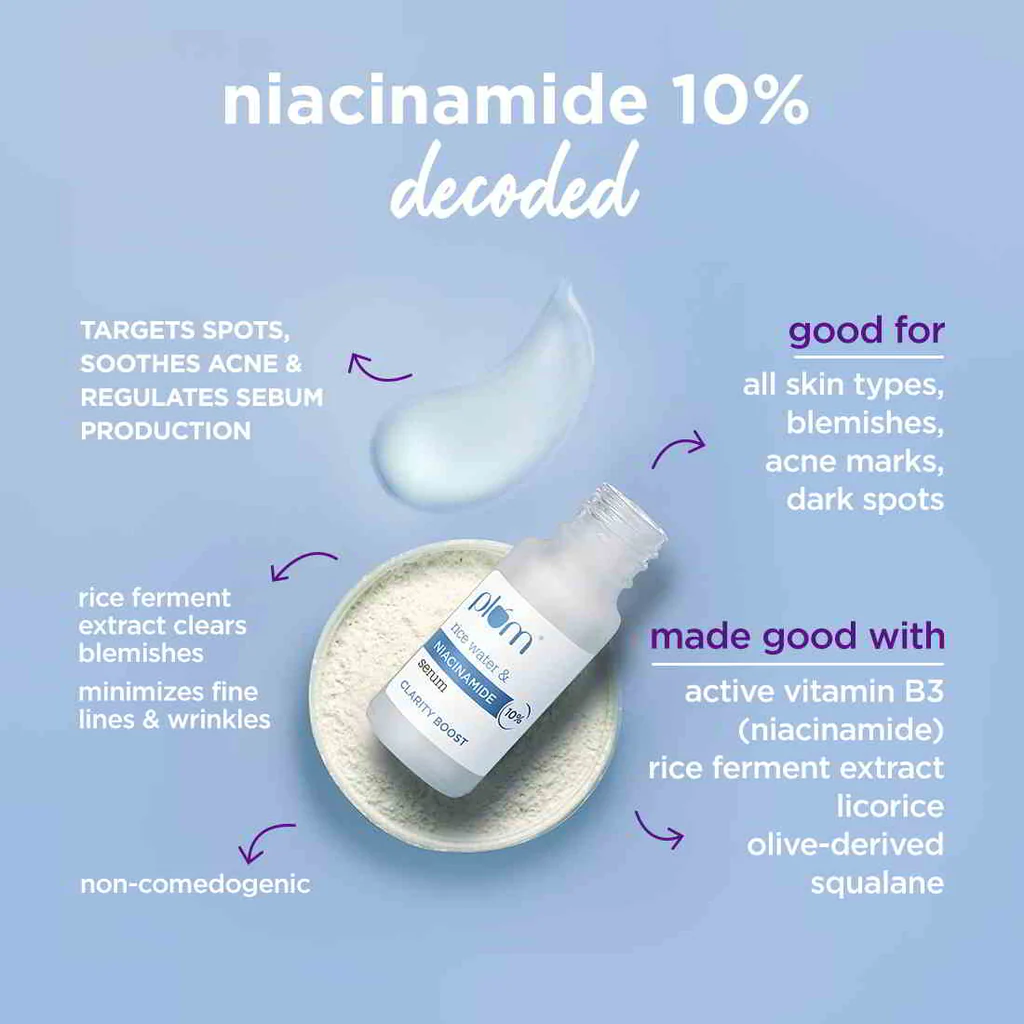 niacinamide 10%
decoded
TARGETS SPOTS,
SOOTHES ACNE &
REGULATES SEBUM
PRODUCTION
good for
all skin types,
blemishes,
acne marks,
dark spots
rice ferment
extract clears
blemishes
minimizes fine
lines & wrinkles
non-comedogenic
plum
rice water &
NIACINAMIDE
10%
serum
CLARITY BOOST
made good with
active vitamin B3
(niacinamide)
rice ferment extract
licorice
olive-derived
squalane